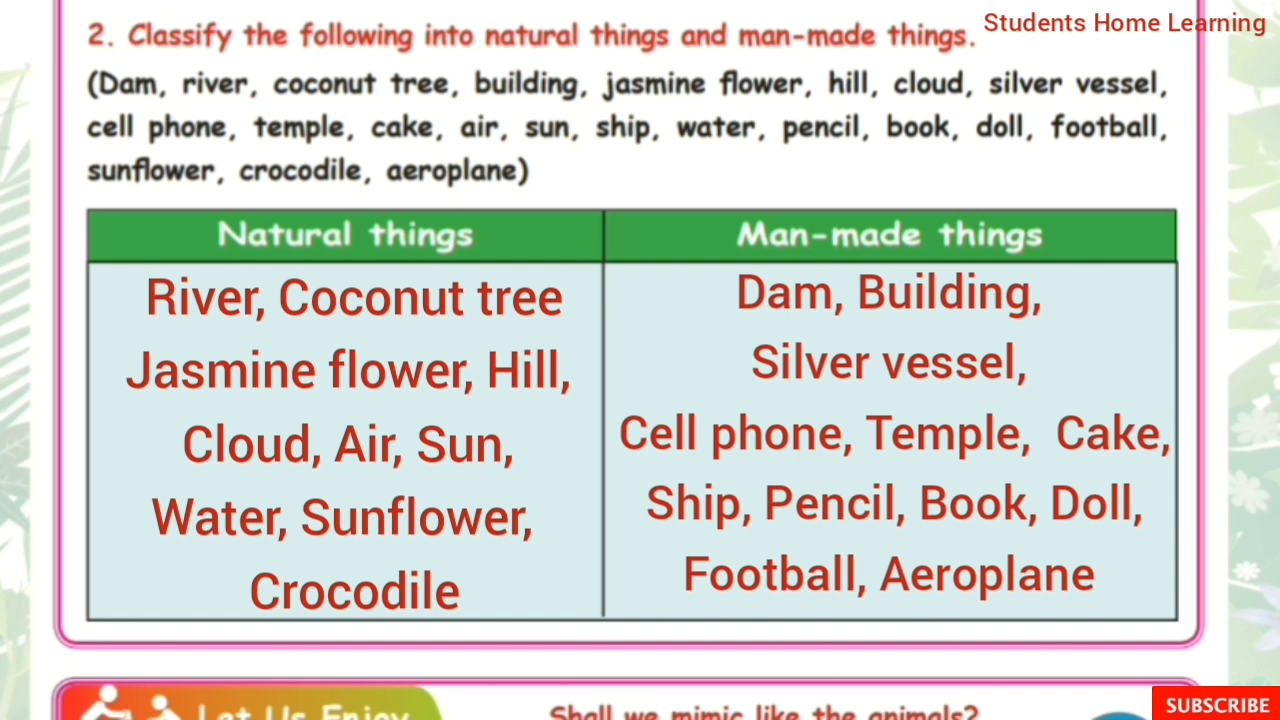 Students Home Learning
2. Classify the following into natural things and man-made things.
(Dam, river, coconut tree, building, jasmine flower, hill, cloud, silver vessel,
cell phone, temple, cake, air, sun, ship, water, pencil, book, doll, football,
sunflower, crocodile, aeroplane)
Natural things
River, Coconut tree
Jasmine flower, Hill,
Cloud, Air, Sun,
Water, Sunflower,
Crocodile
Man-made things
Dam, Building,
Silver vessel,
Cell phone, Temple, Cake,
Ship, Pencil, Book, Doll,
Football, Aeroplane
Let Us Enjoy
Shall we mimic like the animals?
SUBSCRIBE